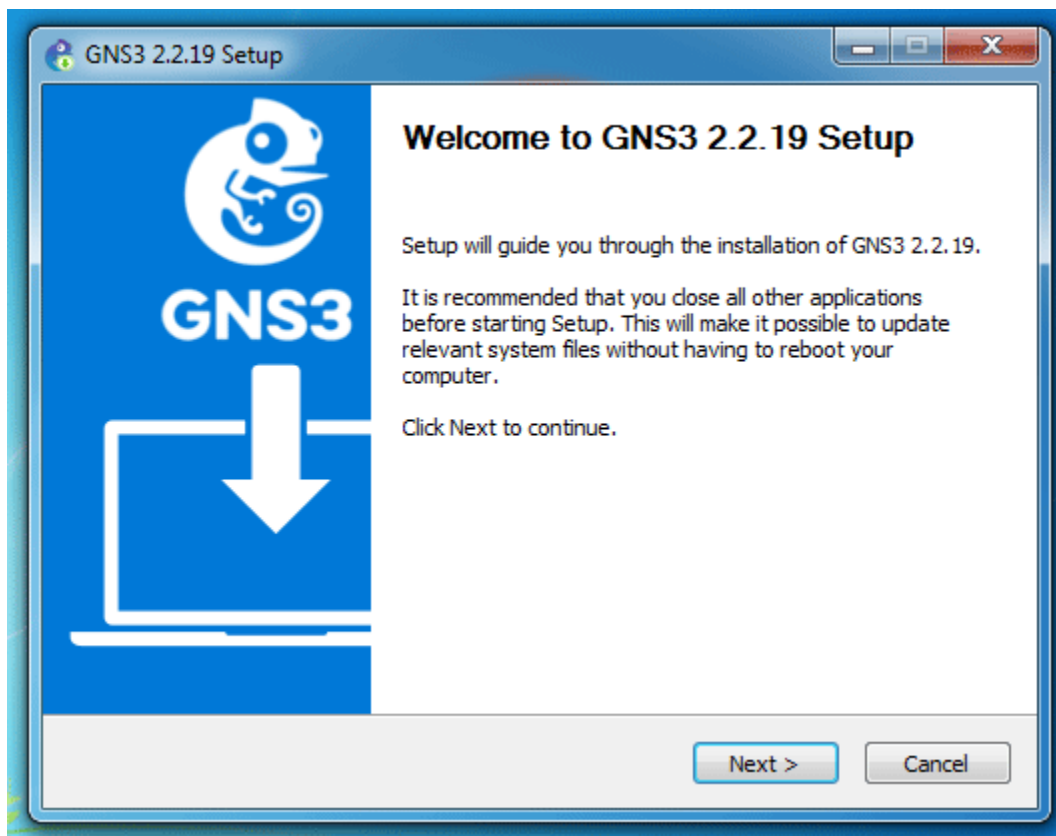 GNS3 2.2.19 Setup
Welcome to GNS3 2.2.19 Setup
GNS3
Setup will guide you through the installation of GNS3 2.2.19.
It is recommended that you close all other applications
before starting Setup. This will make it possible to update
relevant system files without having to reboot your
computer.
Click Next to continue.
Next >
Cancel